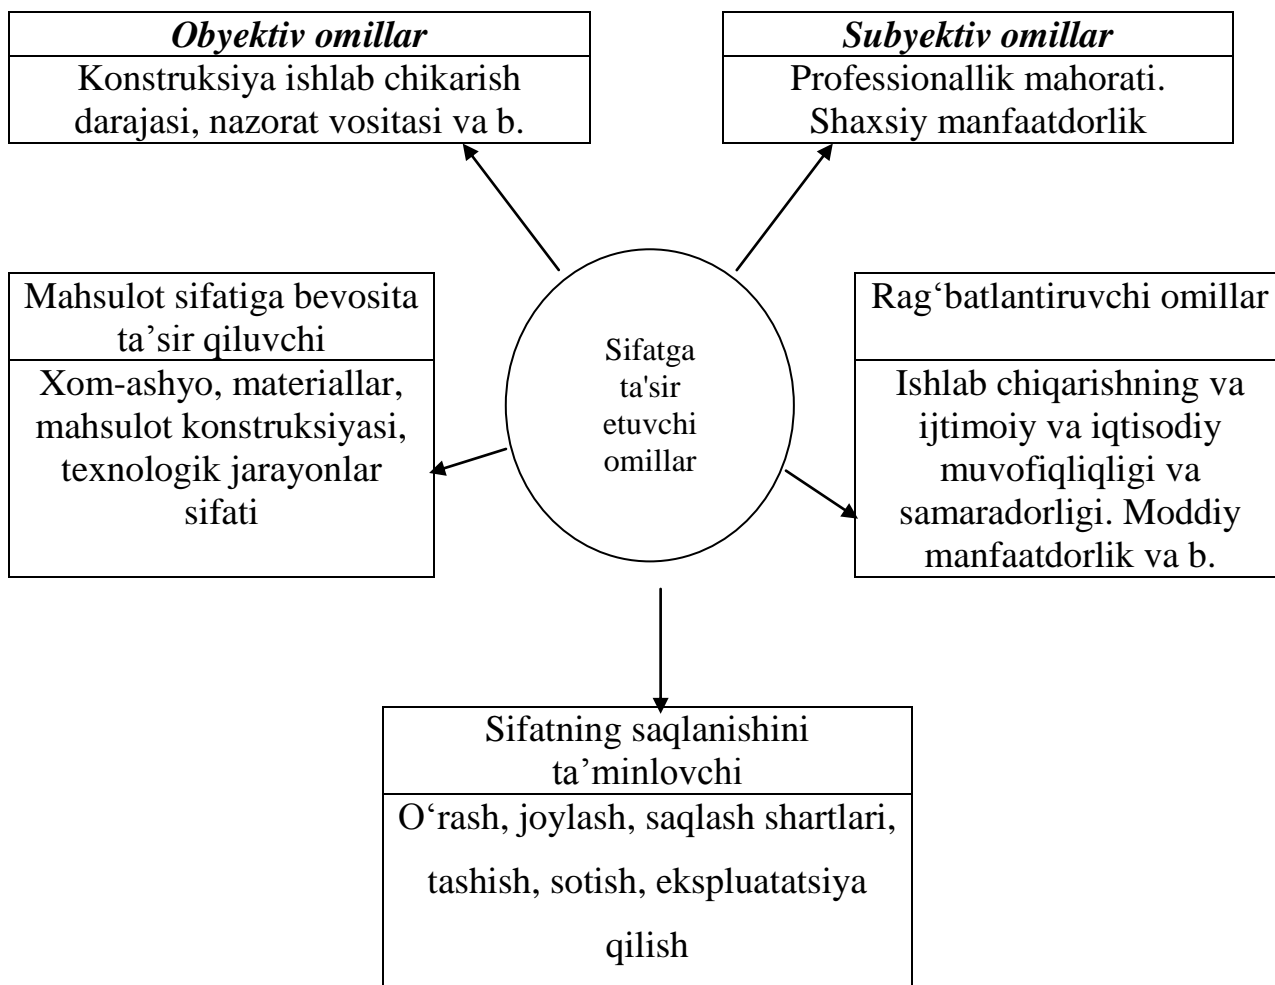 Obyektiv omillar
Konstruksiya ishlab chikarish
darajasi, nazorat vositasi va b.
Subyektiv omillar
Professionallik mahorati.
Shaxsiy manfaatdorlik
Mahsulot sifatiga bevosita
ta’sir qiluvchi
Xom-ashyo, materiallar,
mahsulot konstruksiyasi,
texnologik jarayonlar
sifati
Sifatga
ta'sir
etuvchi
omillar
Rag‘batlantiruvchi omillar
Ishlab chiqarishning va
ijtimoiy va iqtisodiy
muvofiqliqligi va
samaradorligi. Moddiy
manfaatdorlik va b.
Sifatning saqlanishini
ta’minlovchi
O‘rash, joylash, saqlash shartlari,
tashish, sotish, ekspluatatsiya
qilish